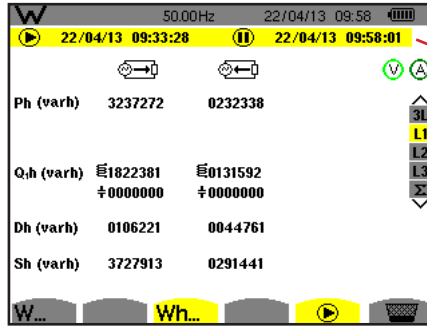 W 50.00Hz 22/04/13 09:58
22/04/13 09:33:28 22/04/13 09:58:01
V A
Ph (varh) 3237272 0232338
3L
L1
L2
Q₁h (varh) 1822381 0131592
L3
0000000 0000000
Σ
Dh (varh) 0106221 0044761
Sh (varh) 3727913 0291441
W... Wh...